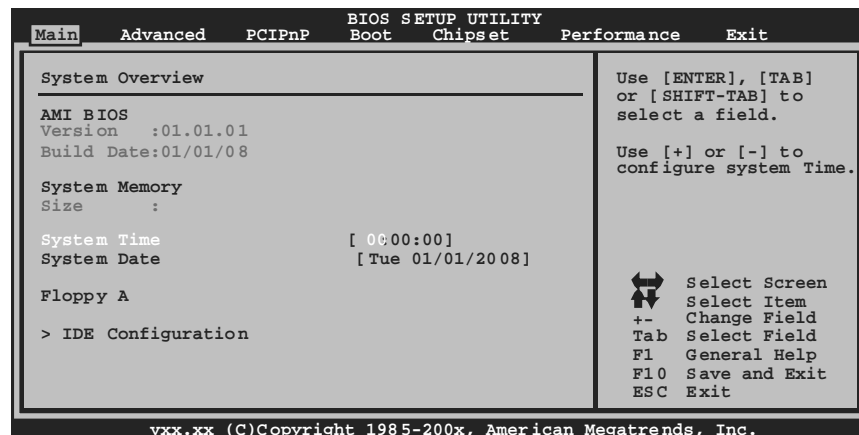 BIOS SETUP UTILITY
Main Advanced PCIPnP Boot Chipset Performance Exit
System Overview
AMI BIOS
Version :01.01.01
Build Date:01/01/08
System Memory
Size :
System Time [ 00:00:00]
System Date [Tue 01/01/2008]
Floppy A
> IDE Configuration
Use [ENTER], [TAB]
or [SHIFT-TAB] to
select a field.
Use [+] or [-] to
configure system Time.
Select Screen
Select Item
+- Change Field
Tab Select Field
F1 General Help
F10 Save and Exit
ESC Exit
vxx.xx (C)Copyright 1985-200x, American Megatrends, Inc.